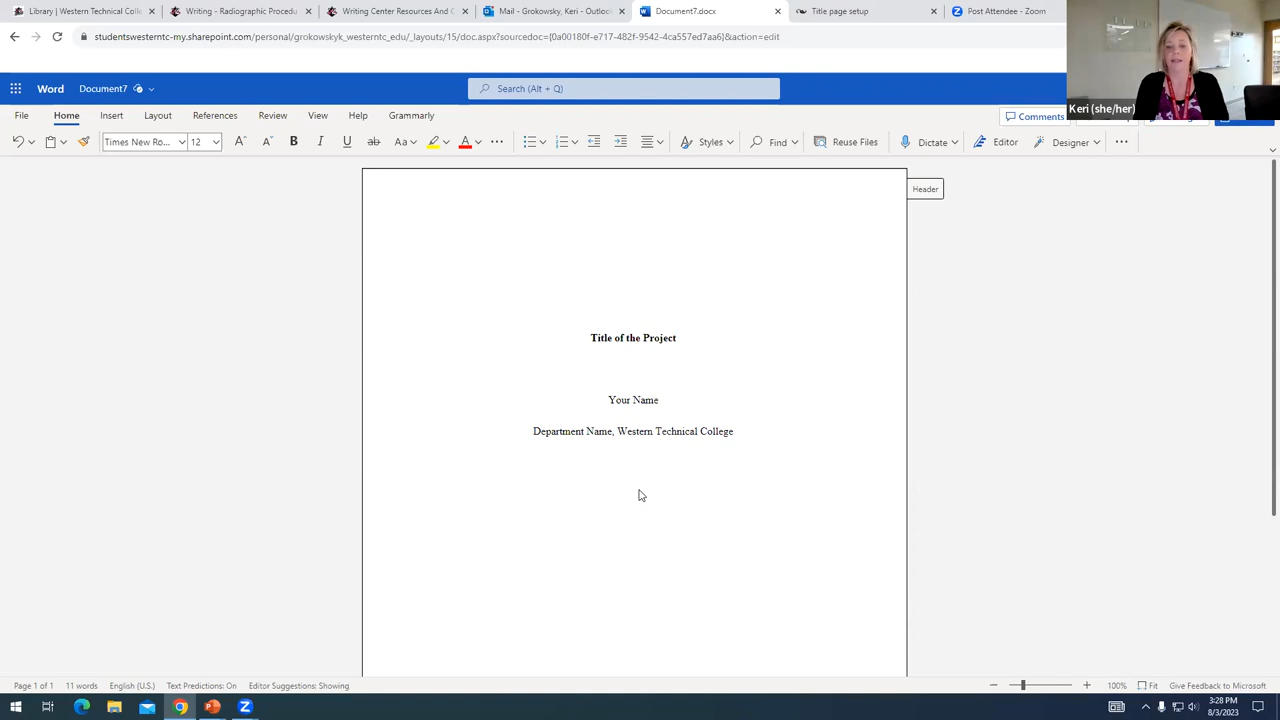 Library | Western Technical Colle
Writing - Radiographic Procedu
Writing Center Resources And C
Mail - Grokowsky, Keri - Outlook
Document7.docx
Title page setup
Post Attendee - Zoom
studentswesterntc-my.sharepoint.com/personal/grokowskyk_westerntc_edu/_layouts/15/doc.aspx?sourcedoc={0a00180f-e717-482f-9542-4ca557ed7aa6}&action=edit
Word
Document7
Search (Alt + Q)
Keri (she/her)
File
Home
Insert
Layout
References
Review
View
Help
Grammarly
Comments
Times New Ro...
12
Styles
Find
Reuse Files
Dictate
Editor
Designer
Header
Title of the Project
Your Name
Department Name, Western Technical College
Page 1 of 1
11 words
English (U.S.)
Text Predictions: On
Editor Suggestions: Showing
100%
Fit
Give Feedback to Microsoft
3:28 PM
8/3/2023